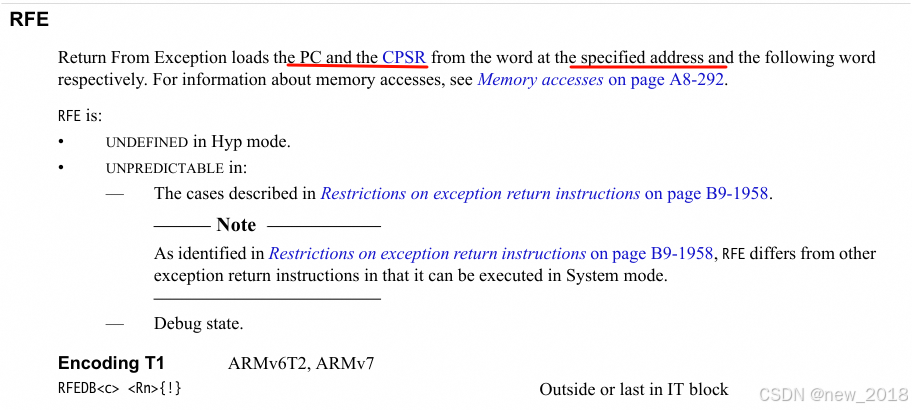 RFE
Return From Exception loads the PC and the CPSR from the word at the specified address and the following word
respectively. For information about memory accesses, see Memory accesses on page A8-292.
RFE is:
• UNDEFINED in Hyp mode.
• UNPREDICTABLE in:
— The cases described in Restrictions on exception return instructions on page B9-1958.
Note
As identified in Restrictions on exception return instructions on page B9-1958, RFE differs from other
exception return instructions in that it can be executed in System mode.
— Debug state.
Encoding T1 ARMv6T2, ARMv7
RFEDB<c> <Rn>{!} Outside or last in IT block
CSDN @new_2018